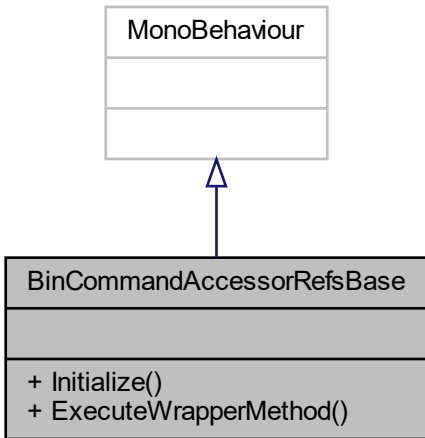 MonoBehaviour
BinCommandAccessorRefsBase
+ Initialize()
+ ExecuteWrapperMethod()